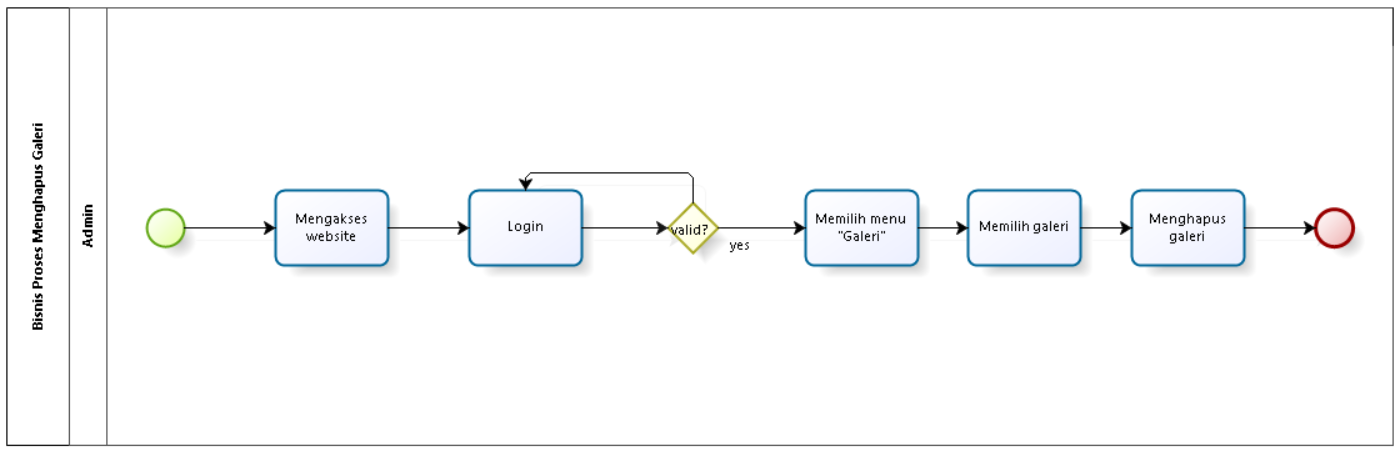 Bisnis Proses Menghapus Galeri
Admin
Mengakses
website
Login
valid?
yes
Memilih menu
"Galeri"
Memilih galeri
Menghapus
galeri